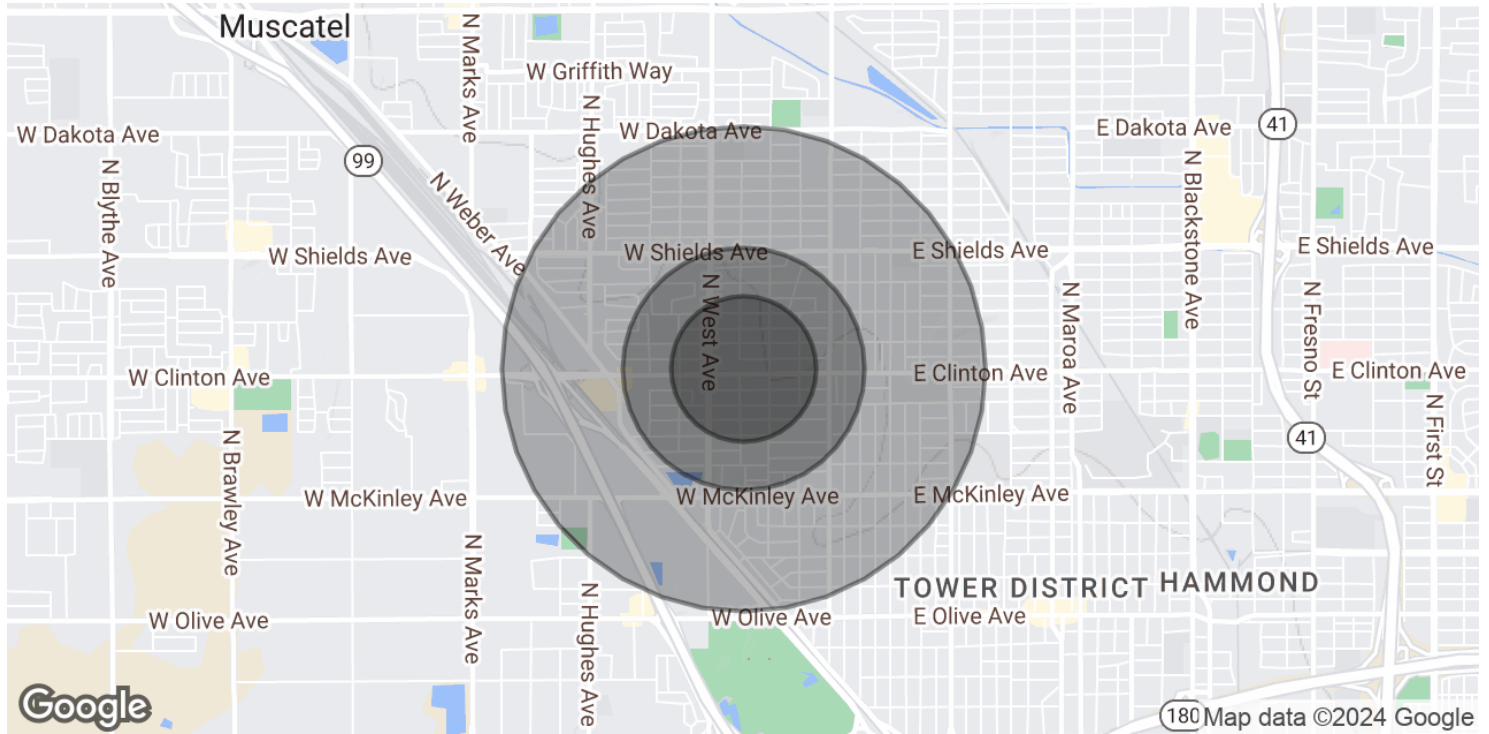 Muscatel
N Marks Ave
W Griffith Way
N Hughes Ave
W Dakota Ave
W Dakota Ave
E Dakota Ave
41
99
N Blythe Ave
N Weber Ave
N Blackstone Ave
W Shields Ave
W Shields Ave
E Shields Ave
E Shields Ave
N West Ave
N Maroa Ave
N Fresno St
W Clinton Ave
E Clinton Ave
E Clinton Ave
N First St
N Brawley Ave
41
W McKinley Ave
W McKinley Ave
E McKinley Ave
N Marks Ave
N Hughes Ave
TOWER DISTRICT
HAMMOND
W Olive Ave
W Olive Ave
E Olive Ave
Google
180
Map data ©2024 Google